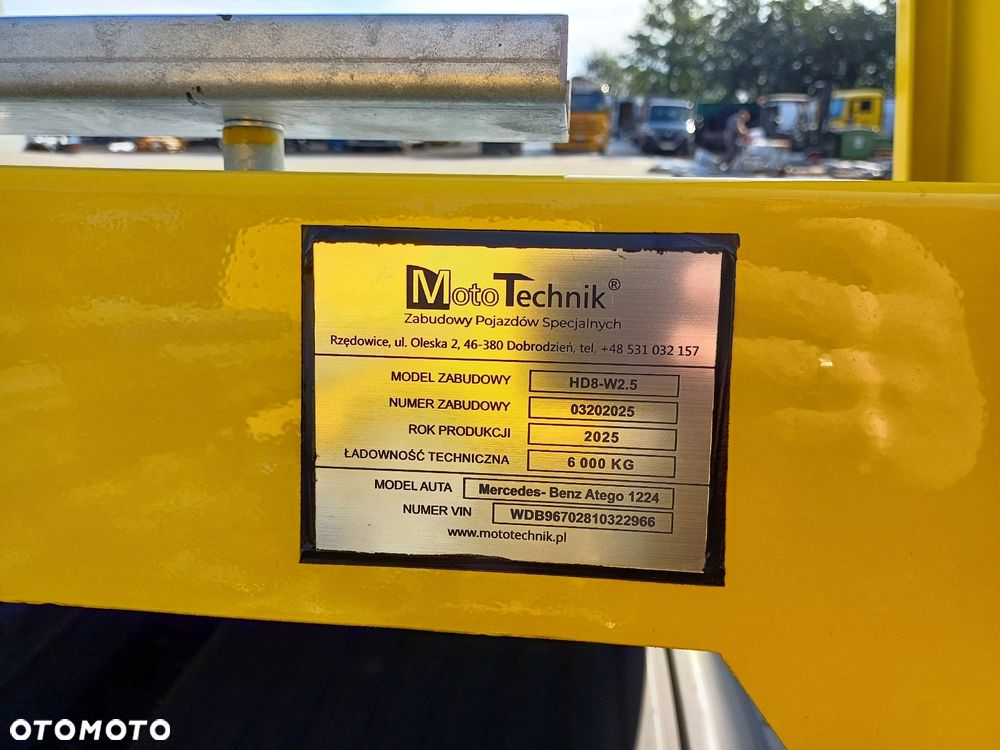 MotoTechnik®
Zabudowy Pojazdów Specjalnych
Rzędowice, ul. Oleska 2, 46-380 Dobrodzień, tel. +48 531 032 157
MODEL ZABUDOWY HD8-W2.5
NUMER ZABUDOWY 03202025
ROK PRODUKCJI 2025
ŁADOWNOŚĆ TECHNICZNA 6 000 KG
MODEL AUTA Mercedes- Benz Atego 1224
NUMER VIN WDB96702810322966
www.mototechnik.pl
OTOMOTO